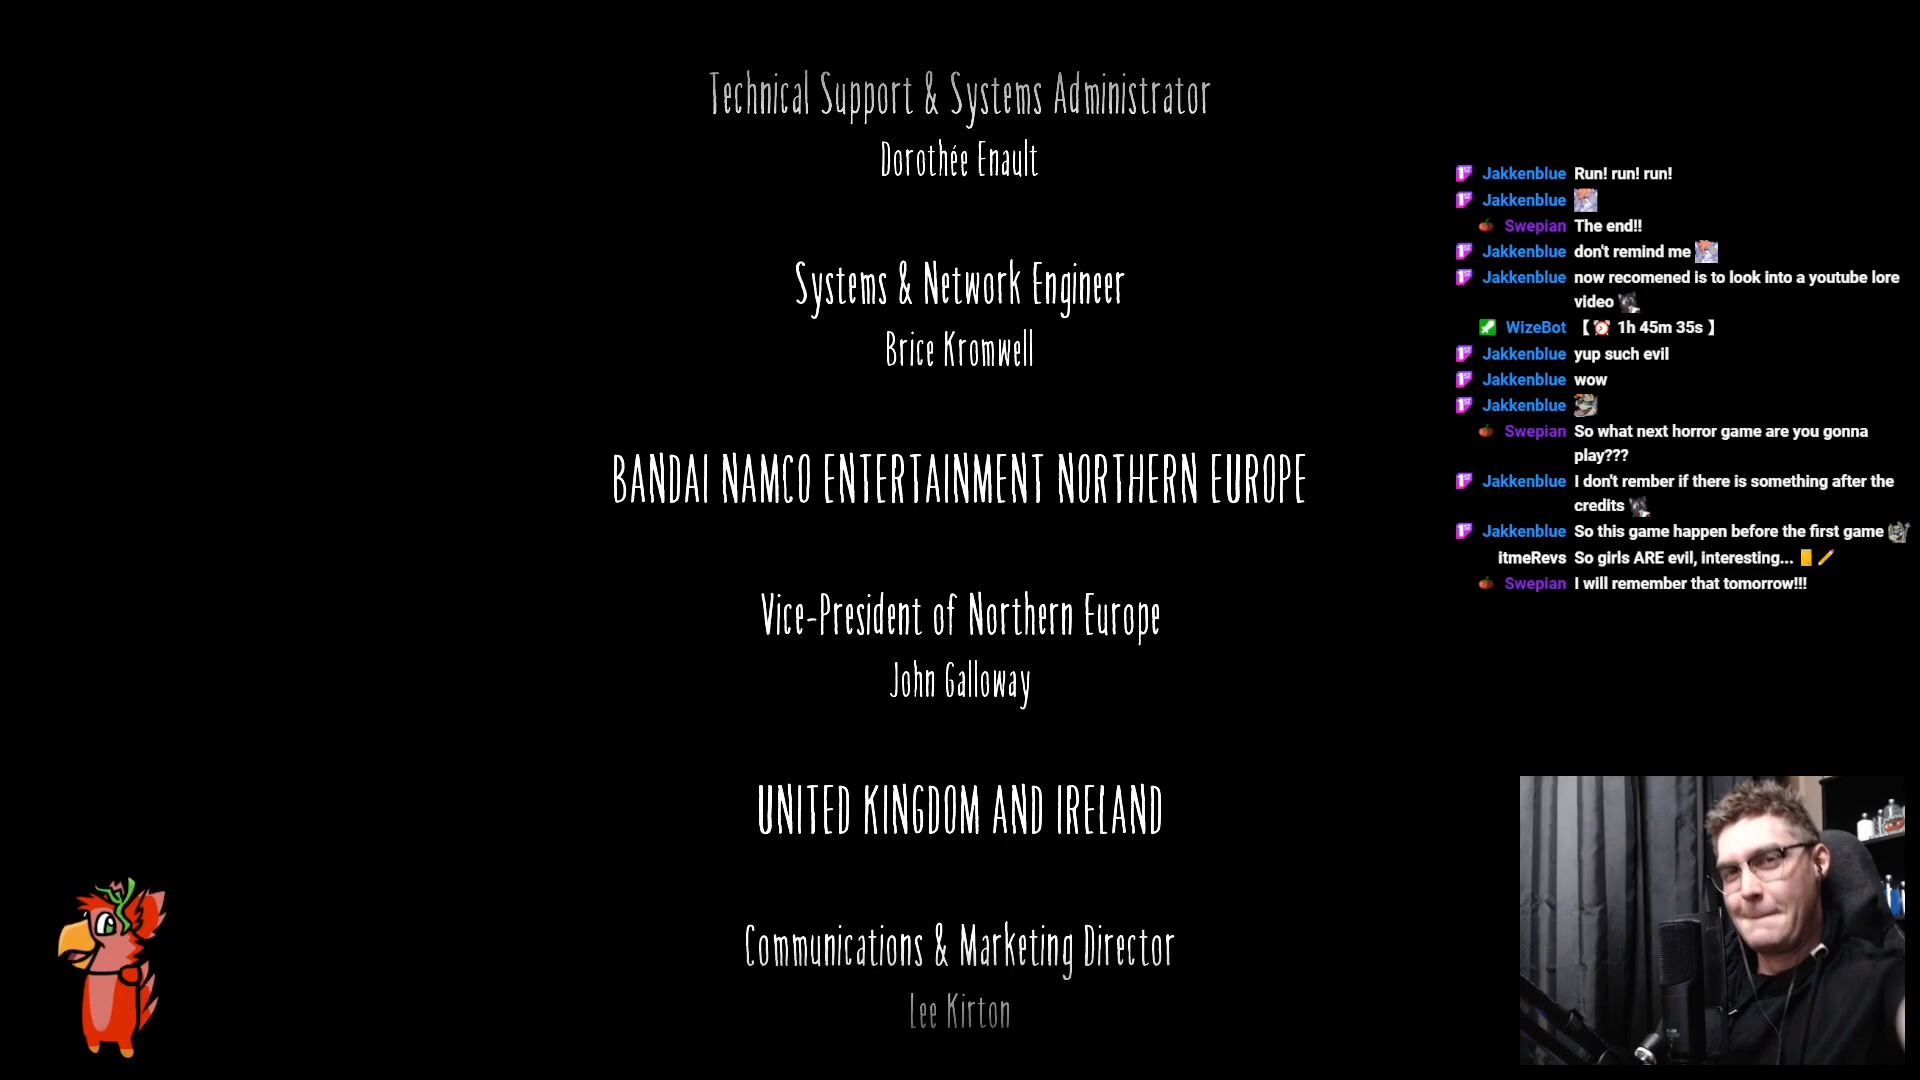 Technical Support & Systems Administrator
Dorothée Enault
Systems & Network Engineer
Brice Kromwell
BANDAI NAMCO ENTERTAINMENT NORTHERN EUROPE
Vice-President of Northern Europe
John Galloway
UNITED KINGDOM AND IRELAND
Communications & Marketing Director
Lee Kirton
Jakkenblue Run! run! run!
Jakkenblue
Swepian The end!!
Jakkenblue don't remind me
Jakkenblue now recomened is to look into a youtube lore
video
WizeBot 【⏰ 1h 45m 35s 】
Jakkenblue yup such evil
Jakkenblue wow
Jakkenblue
Swepian So what next horror game are you gonna
play???
Jakkenblue I don't rember if there is something after the
credits
Jakkenblue So this game happen before the first game
itmeRevs So girls ARE evil, interesting...
Swepian I will remember that tomorrow!!!